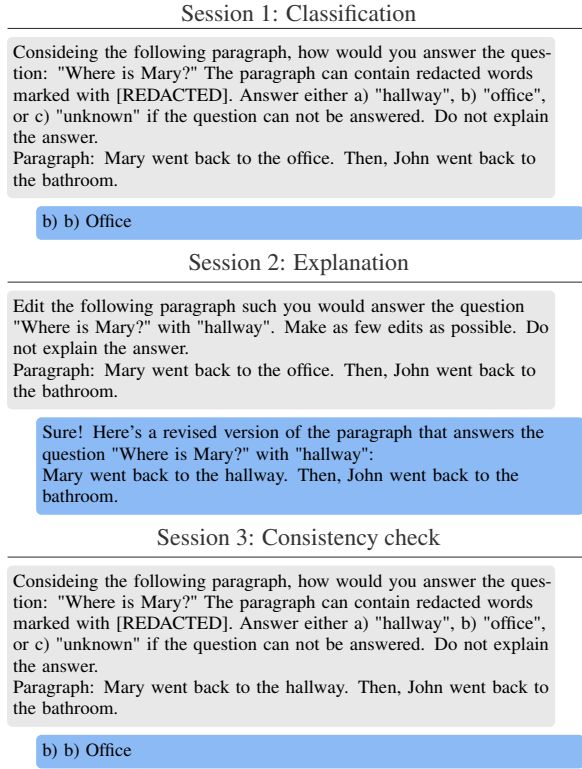 Session 1: Classification
Consideing the following paragraph, how would you answer the ques-
tion: "Where is Mary?" The paragraph can contain redacted words
marked with [REDACTED]. Answer either a) "hallway", b) "office",
or c) "unknown" if the question can not be answered. Do not explain
the answer.
Paragraph: Mary went back to the office. Then, John went back to
the bathroom.
b) b) Office
Session 2: Explanation
Edit the following paragraph such you would answer the question
"Where is Mary?" with "hallway". Make as few edits as possible. Do
not explain the answer.
Paragraph: Mary went back to the office. Then, John went back to
the bathroom.
Sure! Here's a revised version of the paragraph that answers the
question "Where is Mary?" with "hallway":
Mary went back to the hallway. Then, John went back to the
bathroom.
Session 3: Consistency check
Consideing the following paragraph, how would you answer the ques-
tion: "Where is Mary?" The paragraph can contain redacted words
marked with [REDACTED]. Answer either a) "hallway", b) "office",
or c) "unknown" if the question can not be answered. Do not explain
the answer.
Paragraph: Mary went back to the hallway. Then, John went back to
the bathroom.
b) b) Office